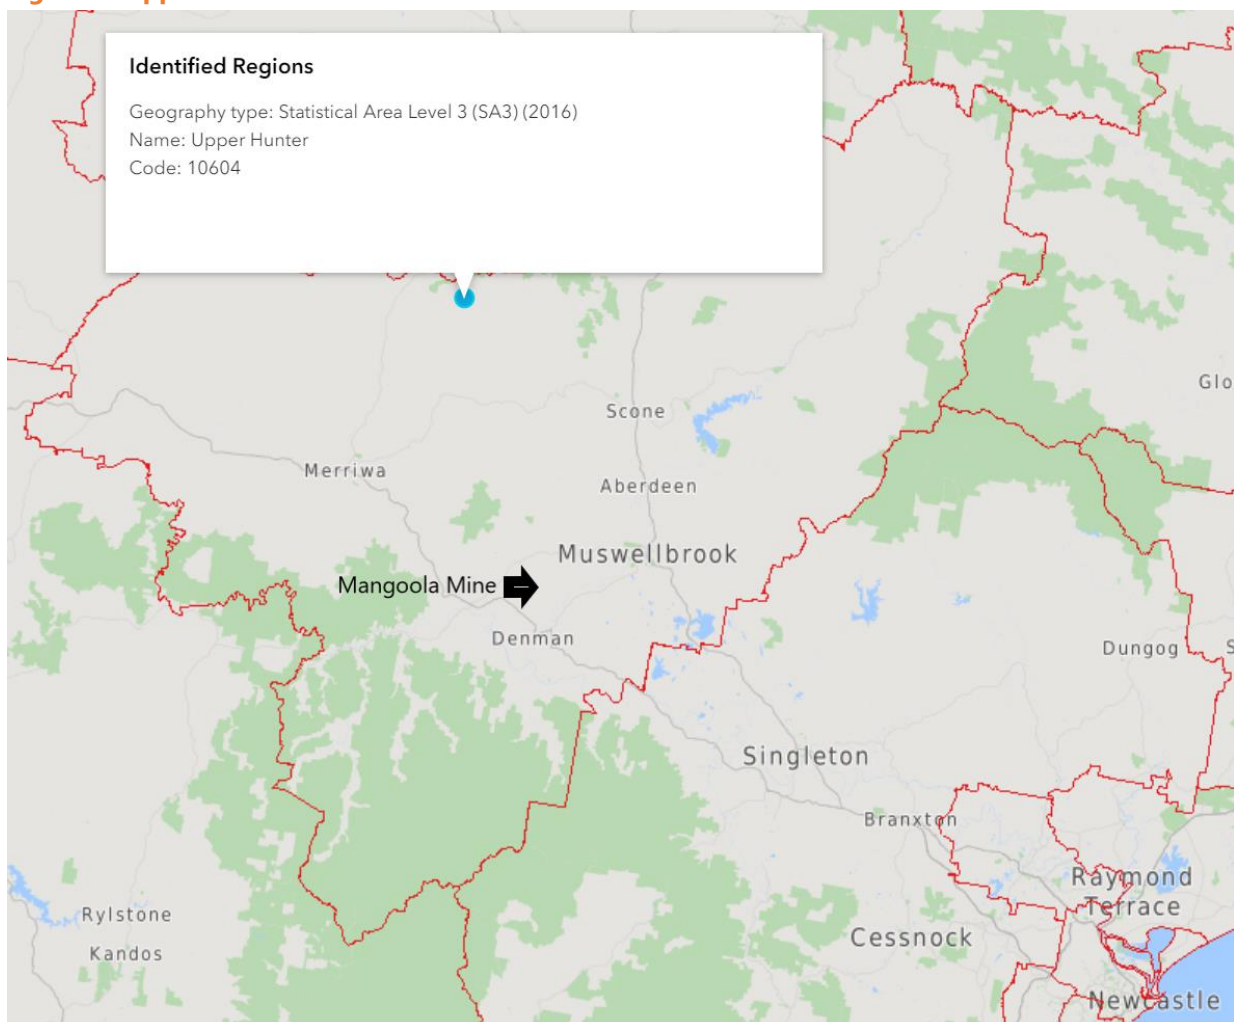 Identified Regions
Geography type: Statistical Area Level 3 (SA3) (2016)
Name: Upper Hunter
Code: 10604
Glo
Scone
Merriwa
Aberdeen
Muswellbrook
Mangoola Mine
Denman
Dungog
S
Singleton
Branxton
Raymond
Terrace
Rylstone
Cessnock
Kandos
Newcastle